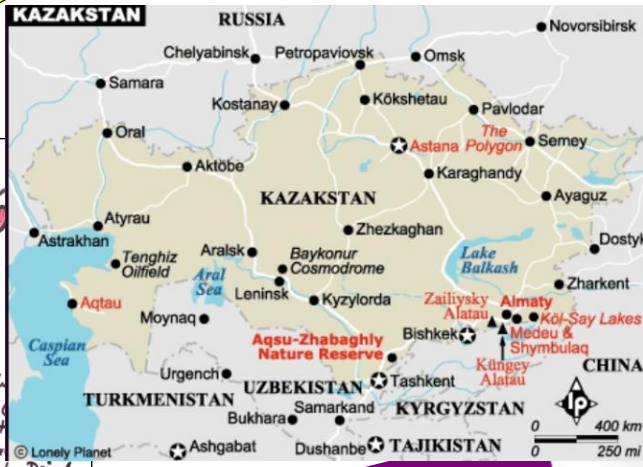 KAZAKSTAN
RUSSIA
Novorsibirsk
Chelyabinsk
Petropaviovsk
Omsk
Samara
Kostanay
Kökshetau
Pavlodar
Oral
The
Polygon
Semey
Astana
Aktöbe
Karaghandy
KAZAKSTAN
Ayaguz
Atyrau
Zhezkaghan
Astrakhan
Dostyk
Tenghiz
Oilfield
Aralsk
Baykonur
Cosmodrome
Lake
Balkash
Aral
Sea
Leninsk
Zharkent
Aqtau
Kyzylorda
Zailiysky
Alatau
Almaty
Köl-Say Lakes
Moynaq
Bishkek
Medeu &
Shymbulaq
Aqsu-Zhabaghly
Nature Reserve
Caspian
Sea
Küngey
Alatau
CHINA
Urgench
UZBEKISTAN
Tashkent
TURKMENISTAN
KYRGYZSTAN
Bukhara
Samarkand
lp
0 400 km
0 250 mi
© Lonely Planet
Ashgabat
Dushanbe
TAJIKISTAN